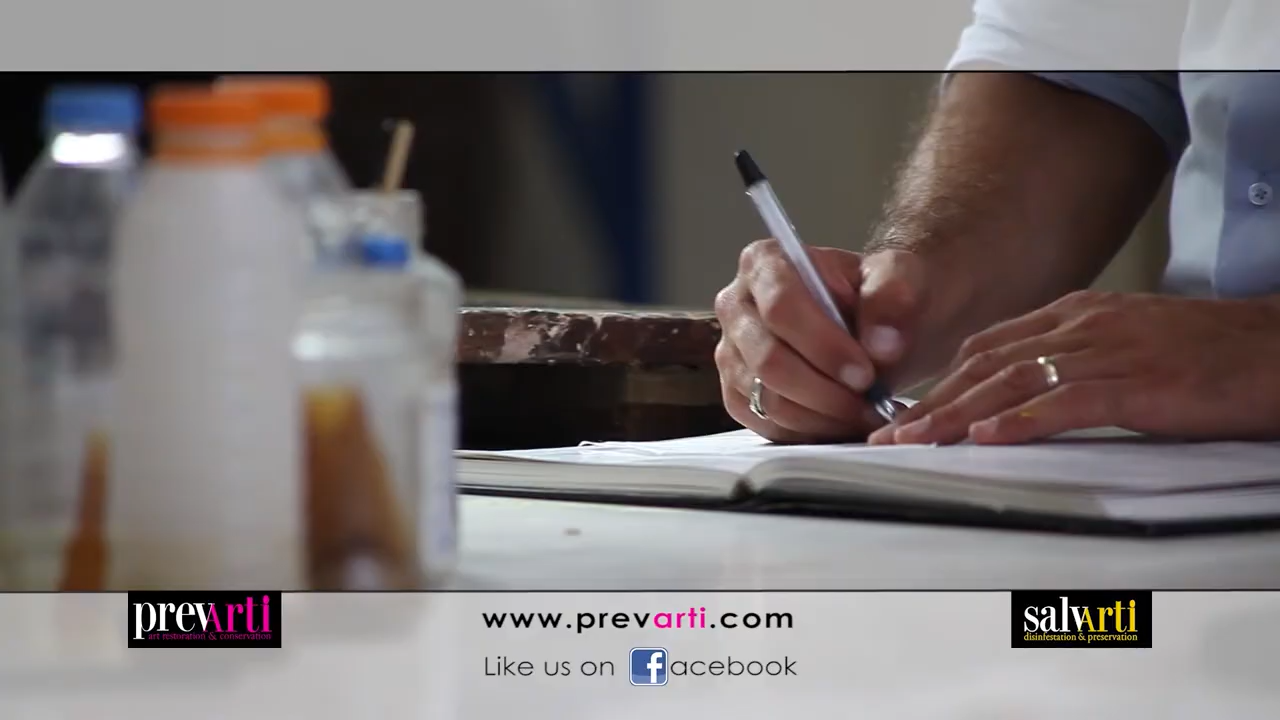 prevarti
art restoration & conservation
www.prevarti.com
Like us on facebook
salvarti
disinfestation & preservation